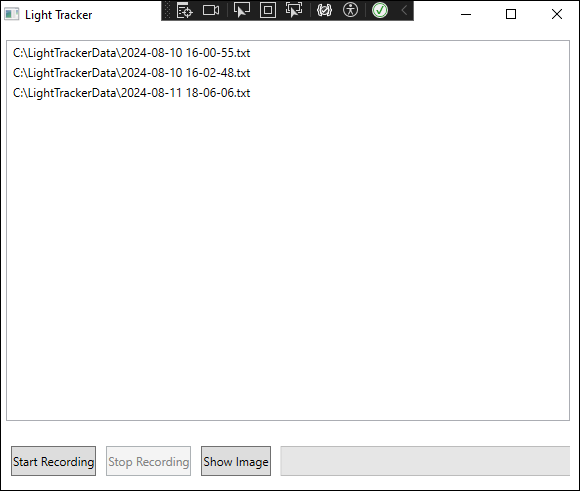 Light Tracker
C:\LightTrackerData\2024-08-10 16-00-55.txt
C:\LightTrackerData\2024-08-10 16-02-48.txt
C:\LightTrackerData\2024-08-11 18-06-06.txt
Start Recording Stop Recording Show Image